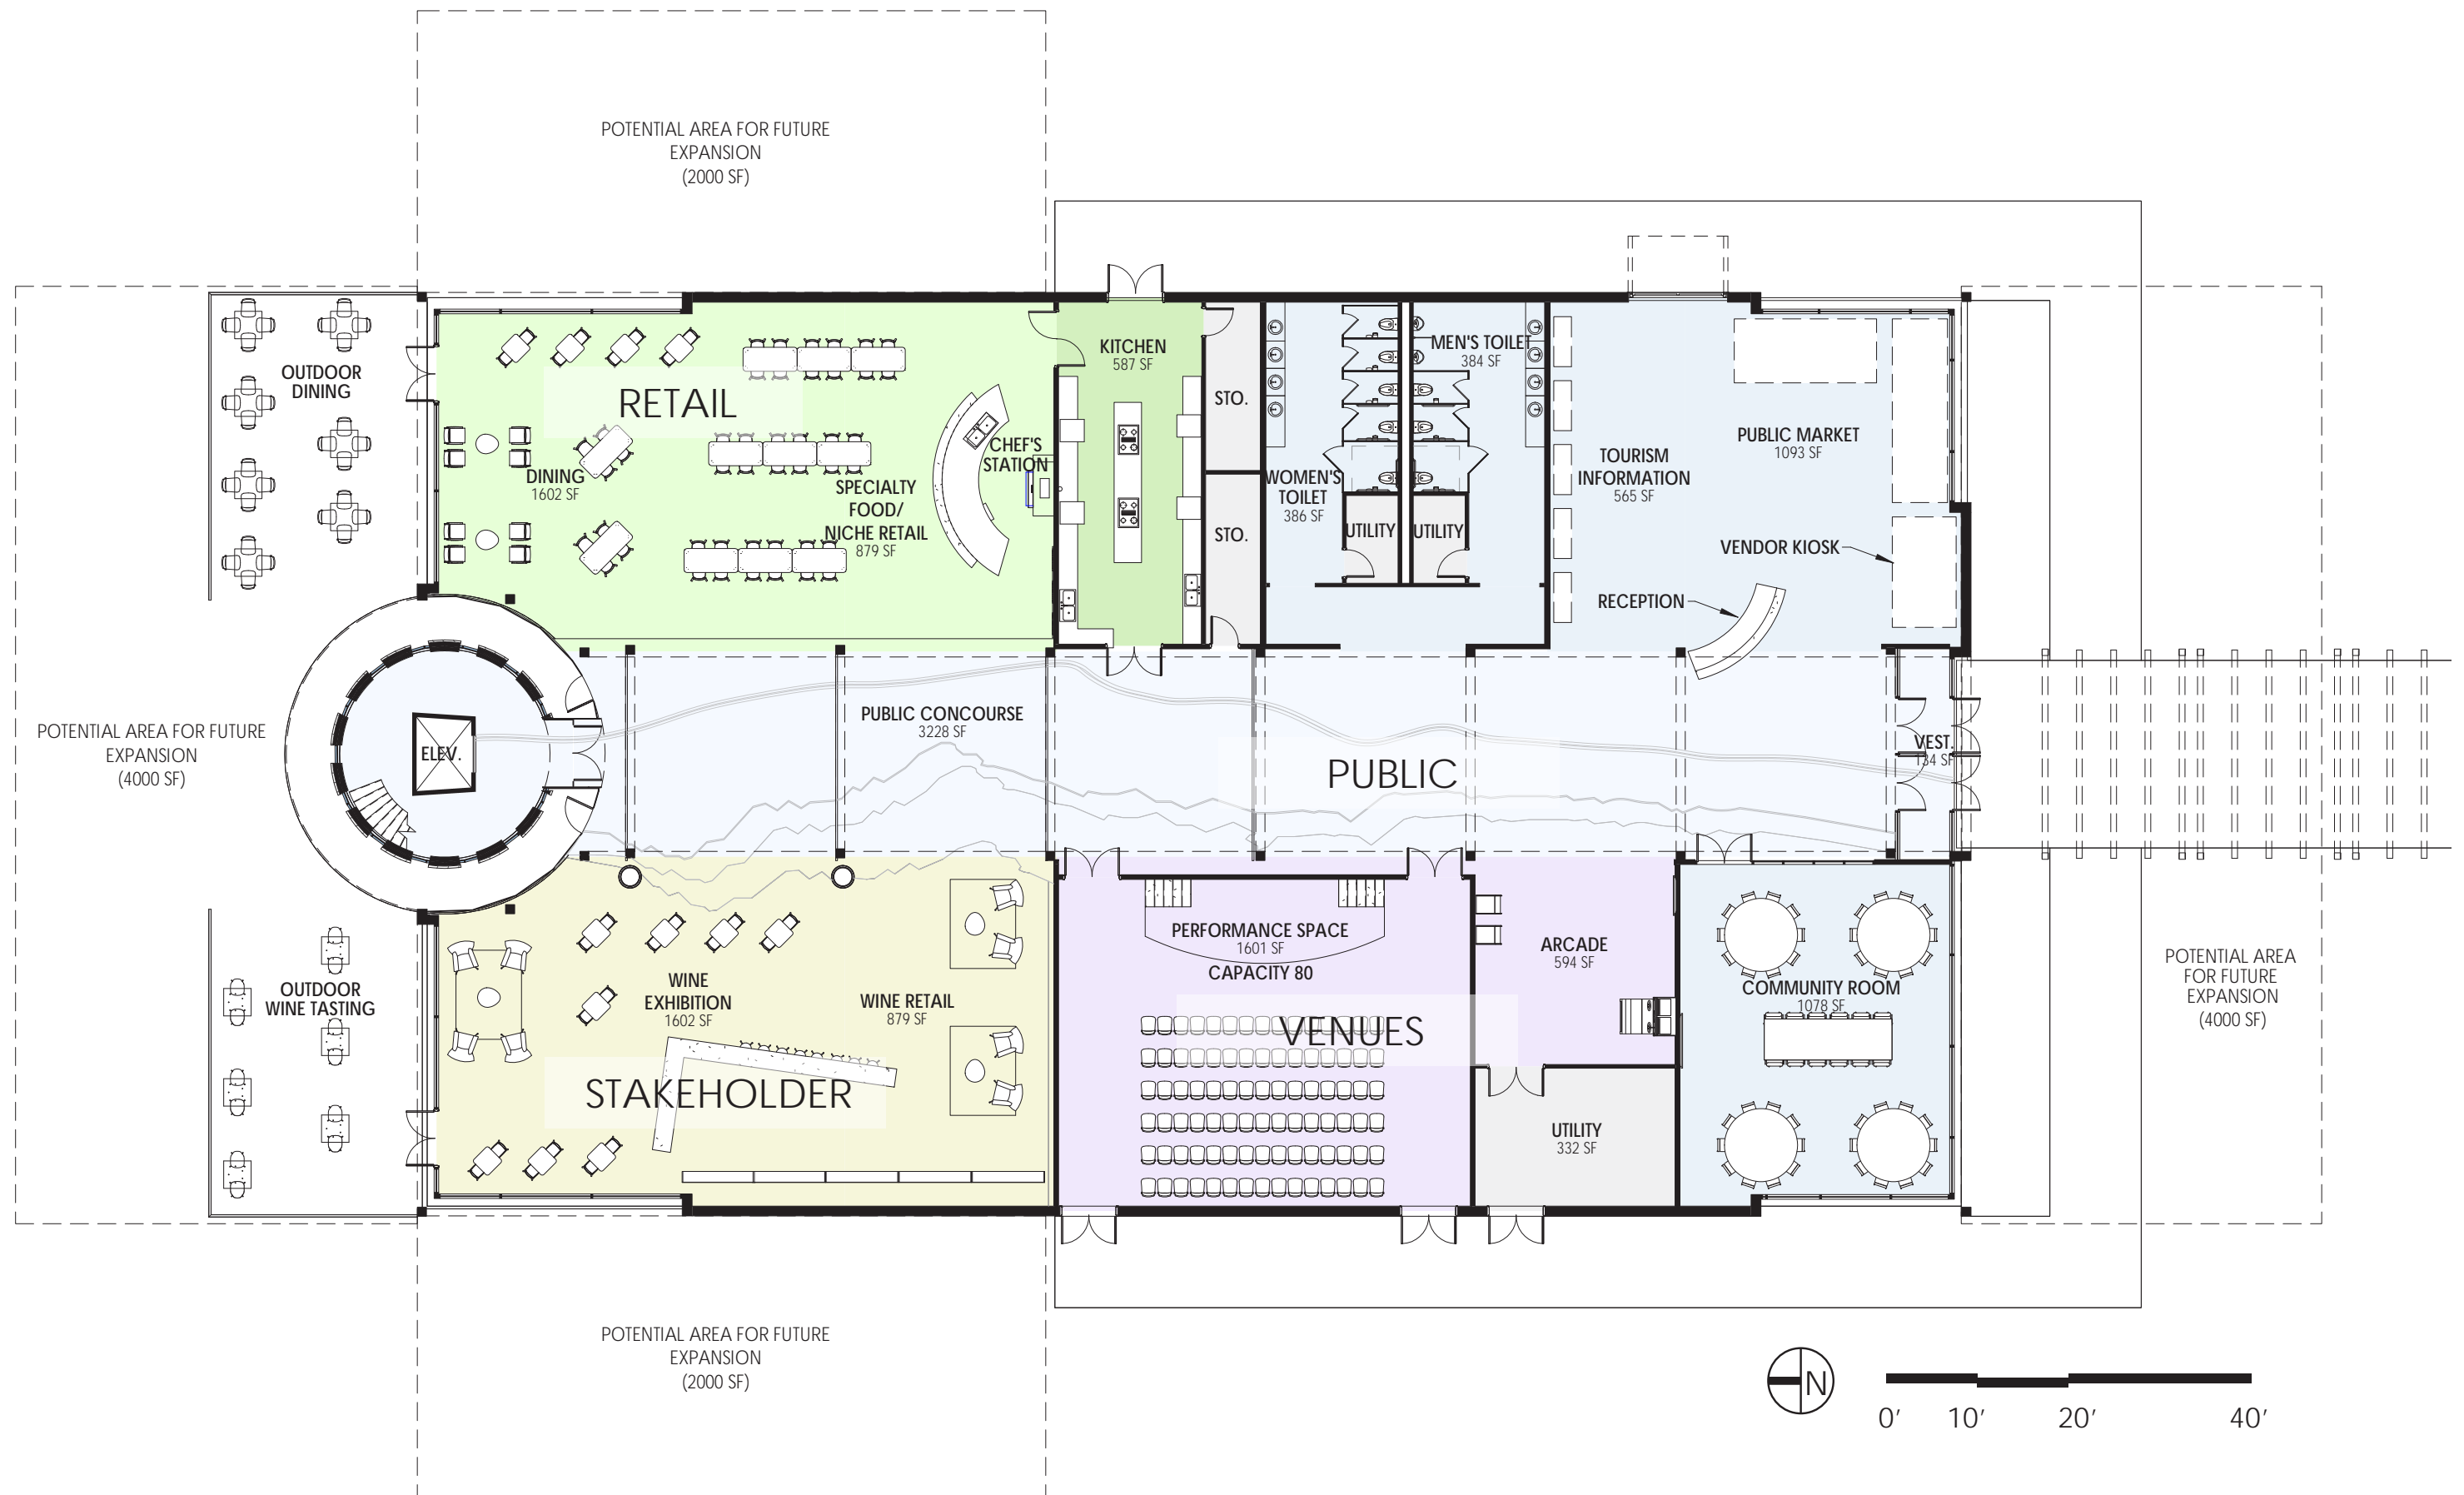 POTENTIAL AREA FOR FUTURE
EXPANSION
(2000 SF)
OUTDOOR
DINING
RETAIL
DINING
1602 SF
SPECIALTY
FOOD/
NICHE RETAIL
879 SF
CHEF'S
STATION
KITCHEN
587 SF
STO.
STO.
WOMEN'S
TOILET
386 SF
MEN'S TOILET
384 SF
UTILITY
UTILITY
TOURISM
INFORMATION
565 SF
PUBLIC MARKET
1093 SF
VENDOR KIOSK
RECEPTION
POTENTIAL AREA FOR FUTURE
EXPANSION
(4000 SF)
ELEV.
PUBLIC CONCOURSE
3228 SF
PUBLIC
VEST.
134 SF
OUTDOOR
WINE TASTING
WINE
EXHIBITION
1602 SF
WINE RETAIL
879 SF
STAKEHOLDER
PERFORMANCE SPACE
1601 SF
CAPACITY 80
VENUES
ARCADE
594 SF
UTILITY
332 SF
COMMUNITY ROOM
1078 SF
POTENTIAL AREA
FOR FUTURE
EXPANSION
(4000 SF)
POTENTIAL AREA FOR FUTURE
EXPANSION
(2000 SF)
N
0' 10' 20' 40'